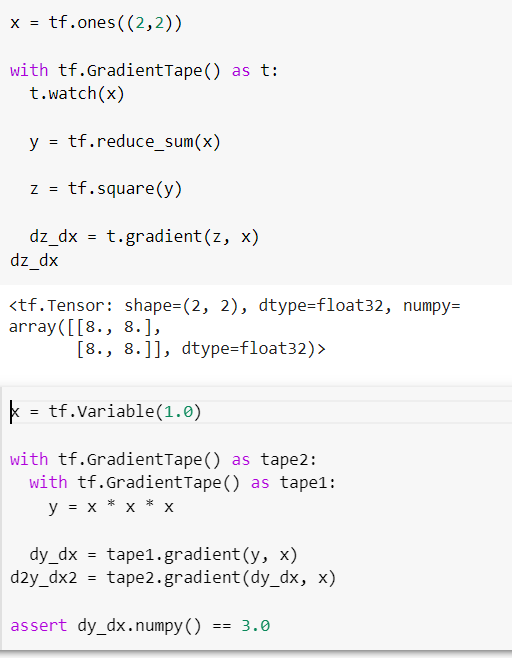 x = tf.ones((2,2))
with tf.GradientTape() as t:
  t.watch(x)
  y = tf.reduce_sum(x)
  z = tf.square(y)
  dz_dx = t.gradient(z, x)
dz_dx
<tf.Tensor: shape=(2, 2), dtype=float32, numpy=
array([[8., 8.],
       [8., 8.]], dtype=float32)>
x = tf.Variable(1.0)
with tf.GradientTape() as tape2:
  with tf.GradientTape() as tape1:
    y = x * x * x
  dy_dx = tape1.gradient(y, x)
d2y_dx2 = tape2.gradient(dy_dx, x)
assert dy_dx.numpy() == 3.0